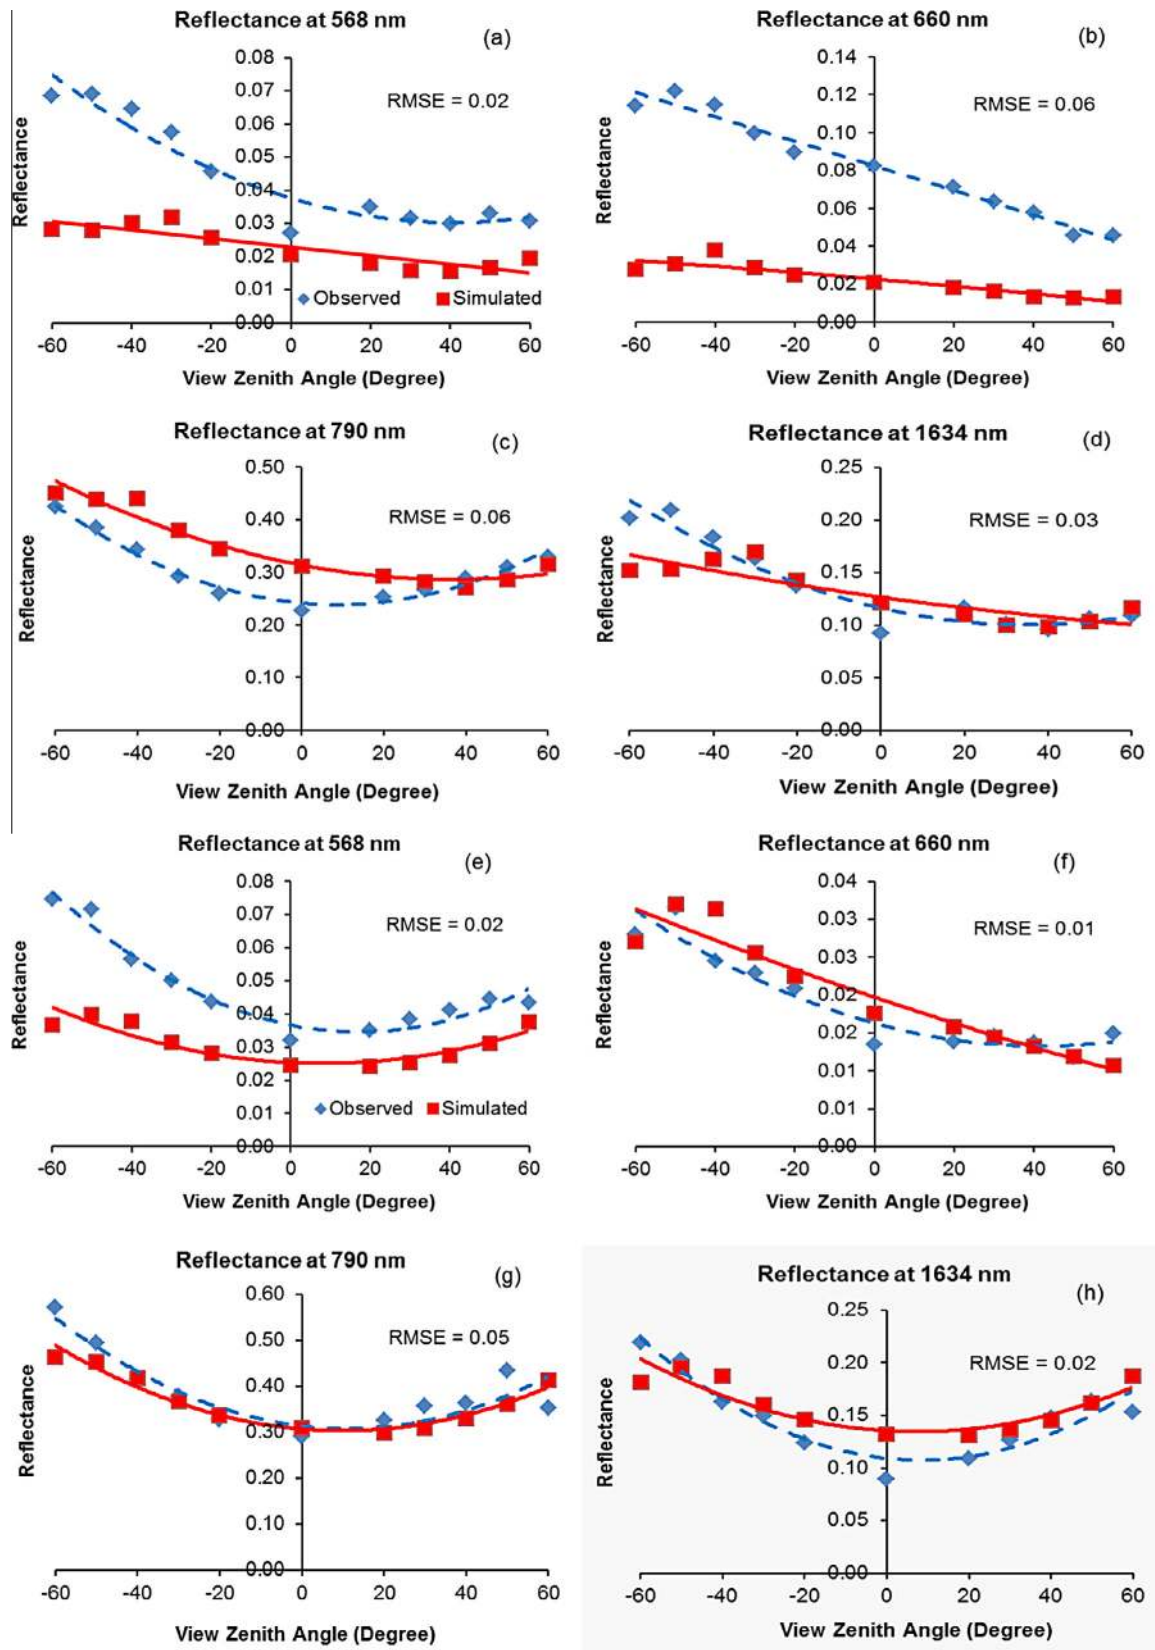 Reflectance at 568 nm
(a)
RMSE = 0.02
0.08
0.07
0.06
0.05
0.04
0.03
0.02
0.01
0.00
Reflectance
Observed Simulated
-60 -40 -20 0 20 40 60
View Zenith Angle (Degree)
Reflectance at 660 nm
(b)
RMSE = 0.06
0.14
0.12
0.10
0.08
0.06
0.04
0.02
0.00
Reflectance
-60 -40 -20 0 20 40 60
View Zenith Angle (Degree)
Reflectance at 790 nm
(c)
RMSE = 0.06
0.50
0.40
0.30
0.20
0.10
0.00
Reflectance
-60 -40 -20 0 20 40 60
View Zenith Angle (Degree)
Reflectance at 1634 nm
(d)
RMSE = 0.03
0.25
0.20
0.15
0.10
0.05
0.00
Reflectance
-60 -40 -20 0 20 40 60
View Zenith Angle (Degree)
Reflectance at 568 nm
(e)
RMSE = 0.02
0.08
0.07
0.06
0.05
0.04
0.03
0.02
0.01
0.00
Reflectance
Observed Simulated
-60 -40 -20 0 20 40 60
View Zenith Angle (Degree)
Reflectance at 660 nm
(f)
RMSE = 0.01
0.04
0.03
0.03
0.02
0.02
0.01
0.01
0.00
Reflectance
-60 -40 -20 0 20 40 60
View Zenith Angle (Degree)
Reflectance at 790 nm
(g)
RMSE = 0.05
0.60
0.50
0.40
0.30
0.20
0.10
0.00
Reflectance
-60 -40 -20 0 20 40 60
View Zenith Angle (Degree)
Reflectance at 1634 nm
(h)
RMSE = 0.02
0.25
0.20
0.15
0.10
0.05
0.00
Reflectance
-60 -40 -20 0 20 40 60
View Zenith Angle (Degree)